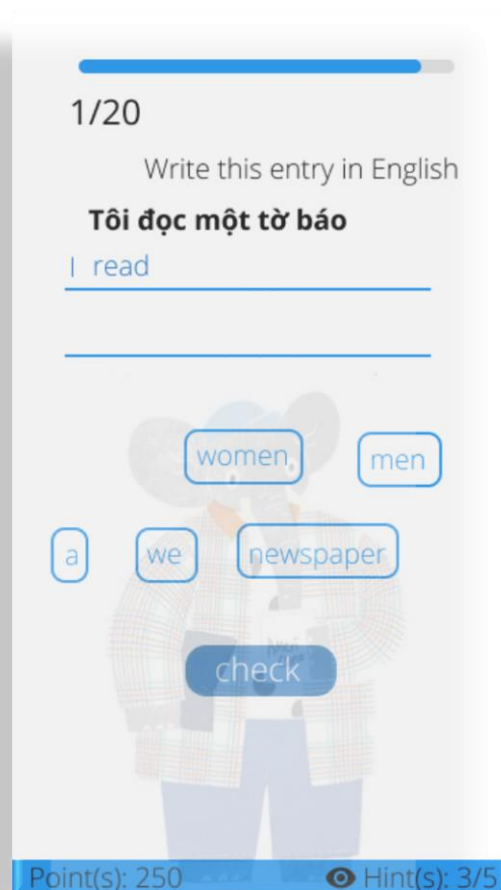 1/20
Write this entry in English
Tôi đọc một tờ báo
I read
women men
a we newspaper
check
Point(s): 250 Hint(s): 3/5